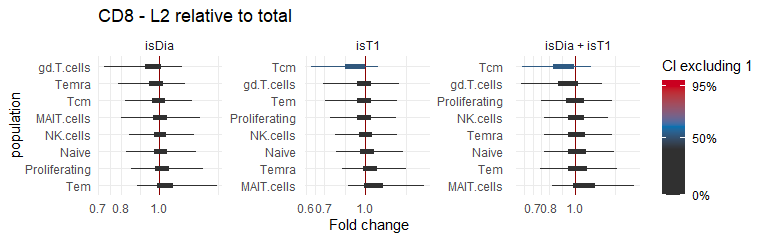 CD8 - L2 relative to total
isDia
isT1
isDia + isT1
population
gd.T.cells
Temra
Tcm
MAIT.cells
NK.cells
Naive
Proliferating
Tem
0.7 0.8 1.0
Tcm
gd.T.cells
Tem
Proliferating
NK.cells
Naive
Temra
MAIT.cells
0.6 0.7 1.0
Tcm
gd.T.cells
Proliferating
NK.cells
Temra
Naive
Tem
MAIT.cells
0.7 0.8 1.0
Fold change
CI excluding 1
95%
50%
0%